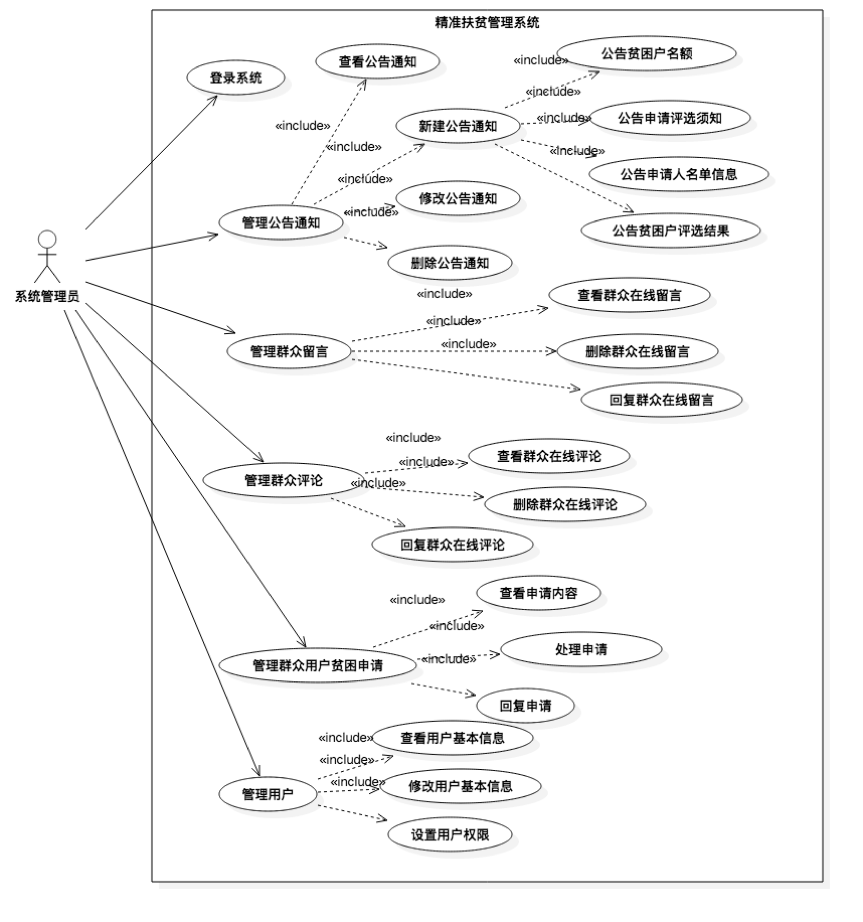 精准扶贫管理系统
登录系统
查看公告通知
公告贫困户名额
«include»
«include»
公告申请评选须知
«include»
新建公告通知
«include»
«include»
«include»
公告申请人名单信息
«include»
修改公告通知
«include»
管理公告通知
公告贫困户评选结果
删除公告通知
系统管理员
«include»
查看群众在线留言
«include»
«include»
管理群众留言
删除群众在线留言
回复群众在线留言
«include»
查看群众在线评论
«include»
管理群众评论
«include»
删除群众在线评论
回复群众在线评论
查看申请内容
«include»
«include»
处理申请
«include»
管理群众用户贫困申请
回复申请
«include»
查看用户基本信息
«include»
«include»
修改用户基本信息
管理用户
设置用户权限